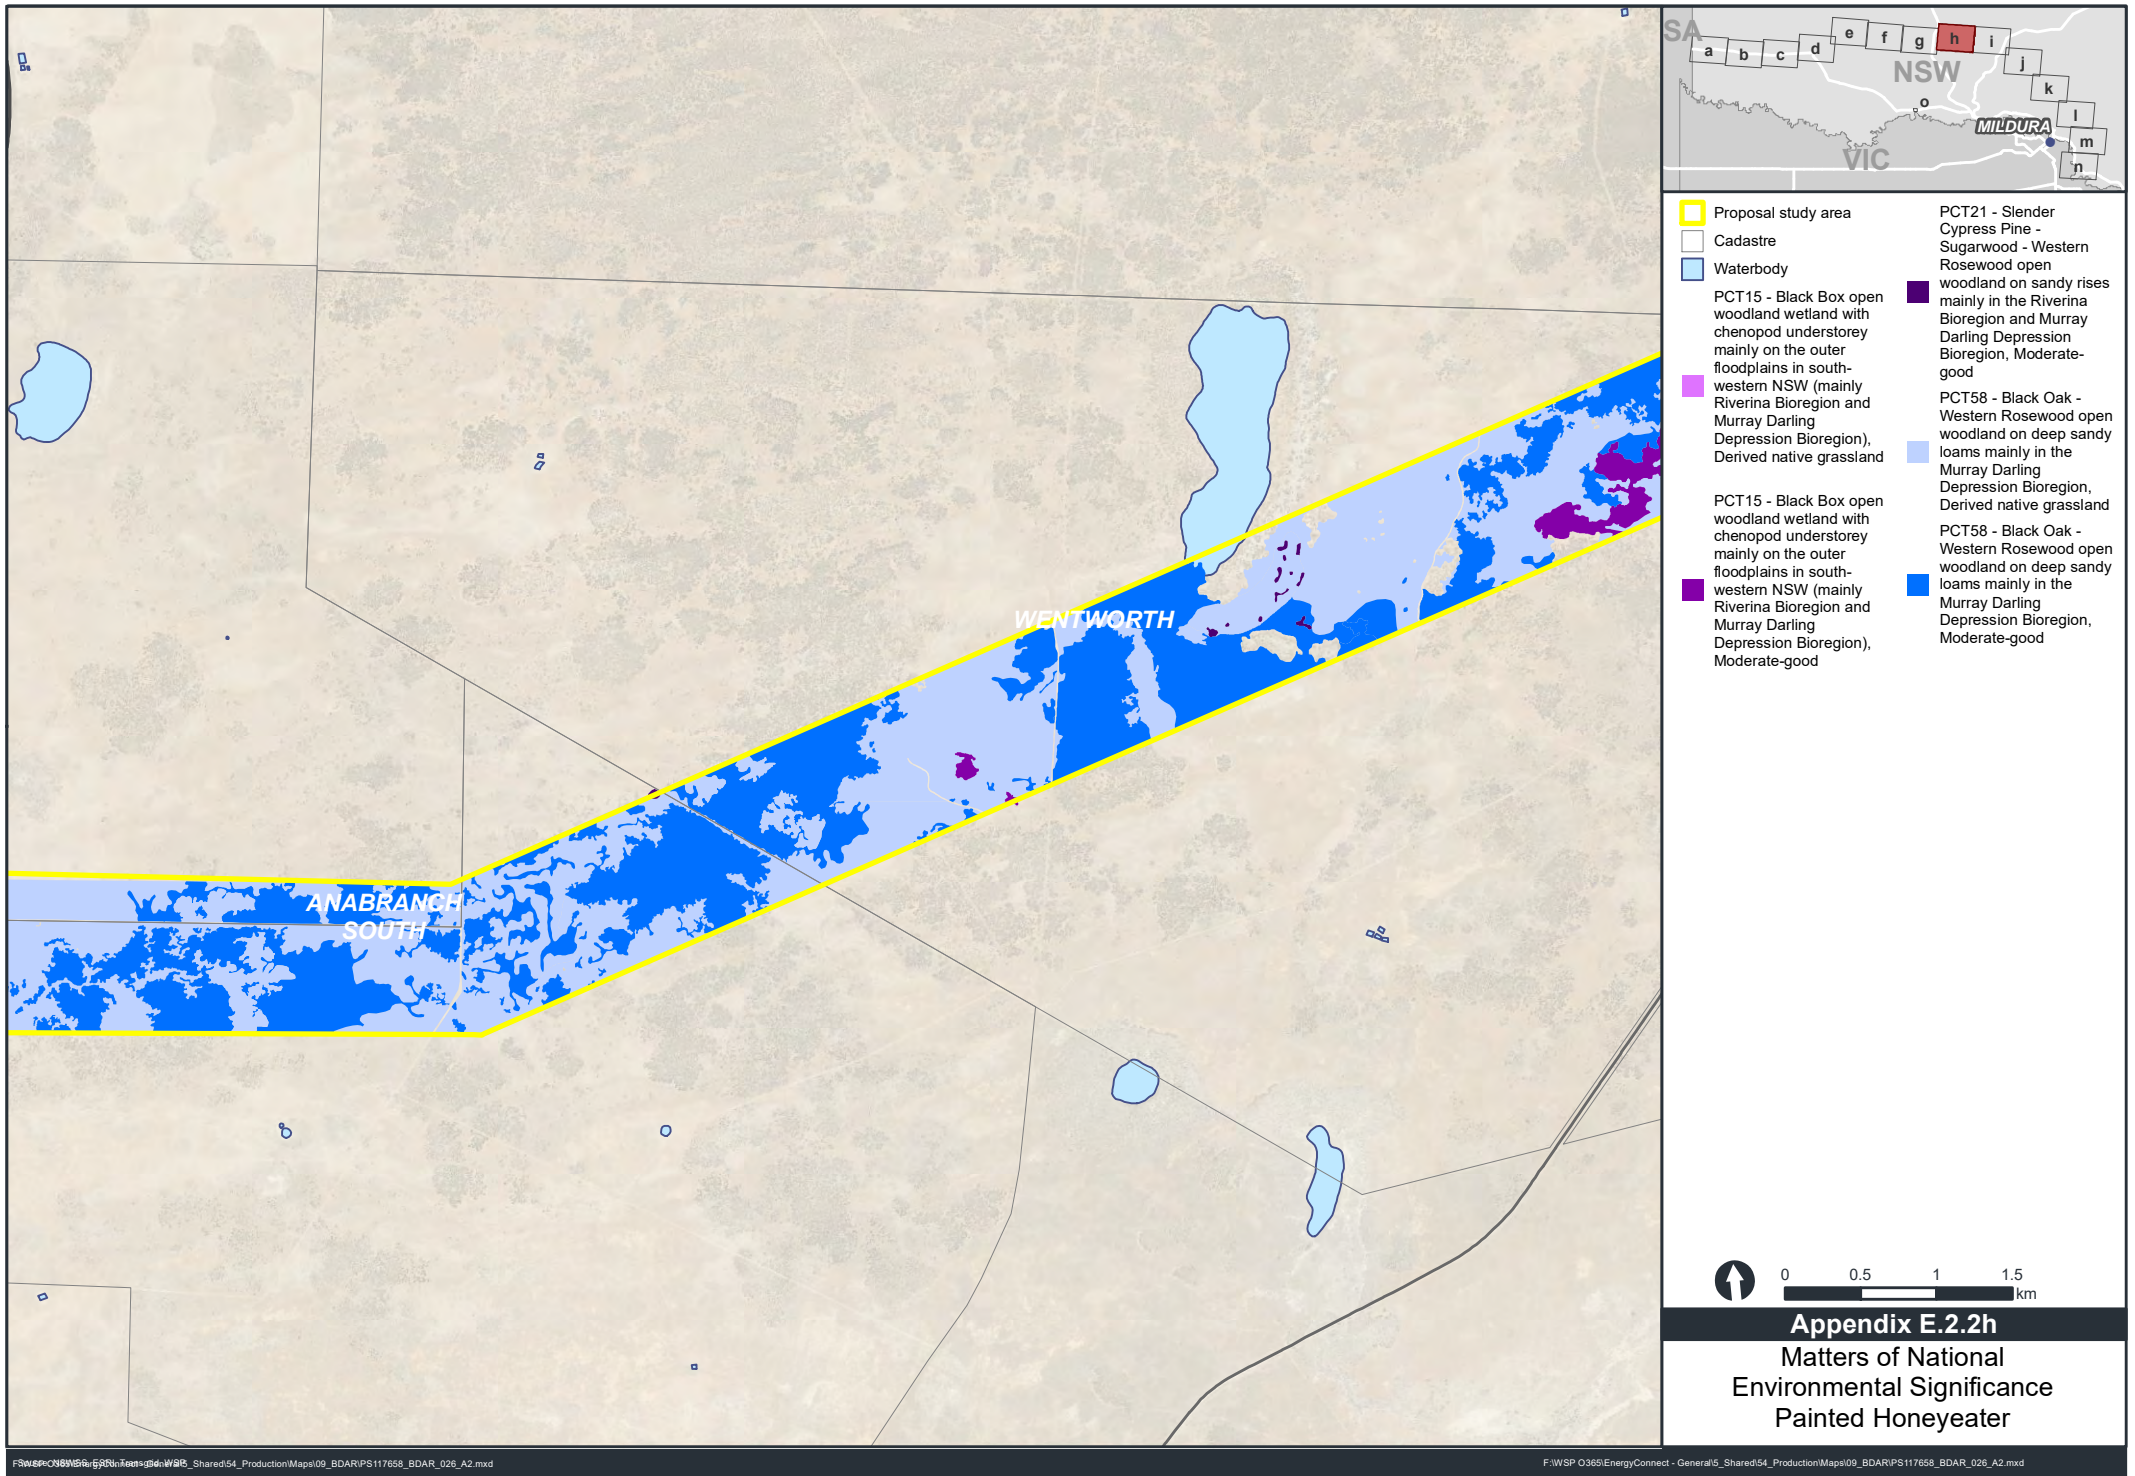 SA
a
b
c
d
e
f
g
h
i
j
k
l
m
n
o
NSW
MILDURA
VIC
Proposal study area
Cadastre
Waterbody
PCT15 - Black Box open
woodland wetland with
chenopod understorey
mainly on the outer
floodplains in south-
western NSW (mainly
Riverina Bioregion and
Murray Darling
Depression Bioregion),
Derived native grassland
PCT15 - Black Box open
woodland wetland with
chenopod understorey
mainly on the outer
floodplains in south-
western NSW (mainly
Riverina Bioregion and
Murray Darling
Depression Bioregion),
Moderate-good
PCT21 - Slender
Cypress Pine -
Sugarwood - Western
Rosewood open
woodland on sandy rises
mainly in the Riverina
Bioregion and Murray
Darling Depression
Bioregion, Moderate-
good
PCT58 - Black Oak -
Western Rosewood open
woodland on deep sandy
loams mainly in the
Murray Darling
Depression Bioregion,
Derived native grassland
PCT58 - Black Oak -
Western Rosewood open
woodland on deep sandy
loams mainly in the
Murray Darling
Depression Bioregion,
Moderate-good
WENTWORTH
ANABRANCH
SOUTH
0 0.5 1 1.5
km
Appendix E.2.2h
Matters of National
Environmental Significance
Painted Honeyeater
5_Shared\54_Production\Maps\09_BDAR\PS117658_BDAR_026_A2.mxd
F:\WSP O365\EnergyConnect - General\5_Shared\54_Production\Maps\09_BDAR\PS117658_BDAR_026_A2.mxd